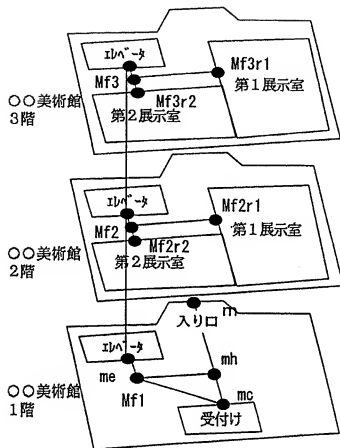 エレベータ
Mf3
Mf3r1
第1展示室
Mf3r2
第2展示室
○○美術館
3階
エレベータ
Mf2
Mf2r1
第1展示室
Mf2r2
第2展示室
○○美術館
2階
m
入り口
エレベータ
me
mh
Mf1
mc
受付け
○○美術館
1階